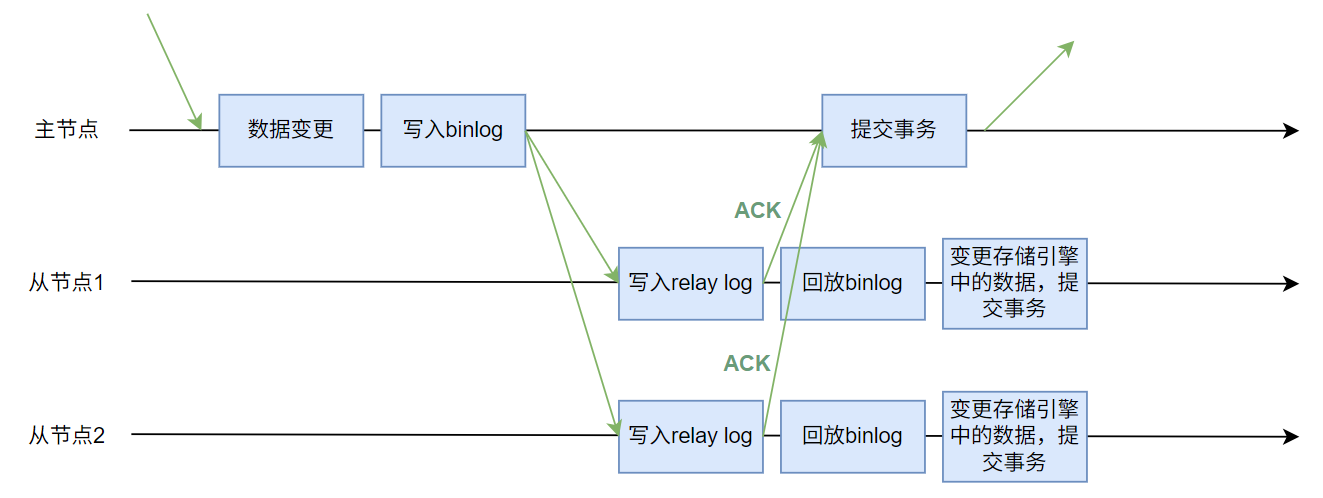 主节点
数据变更
写入binlog
提交事务
ACK
从节点1
写入relay log
回放binlog
变更存储引擎
中的数据，提
交事务
ACK
从节点2
写入relay log
回放binlog
变更存储引擎
中的数据，提
交事务